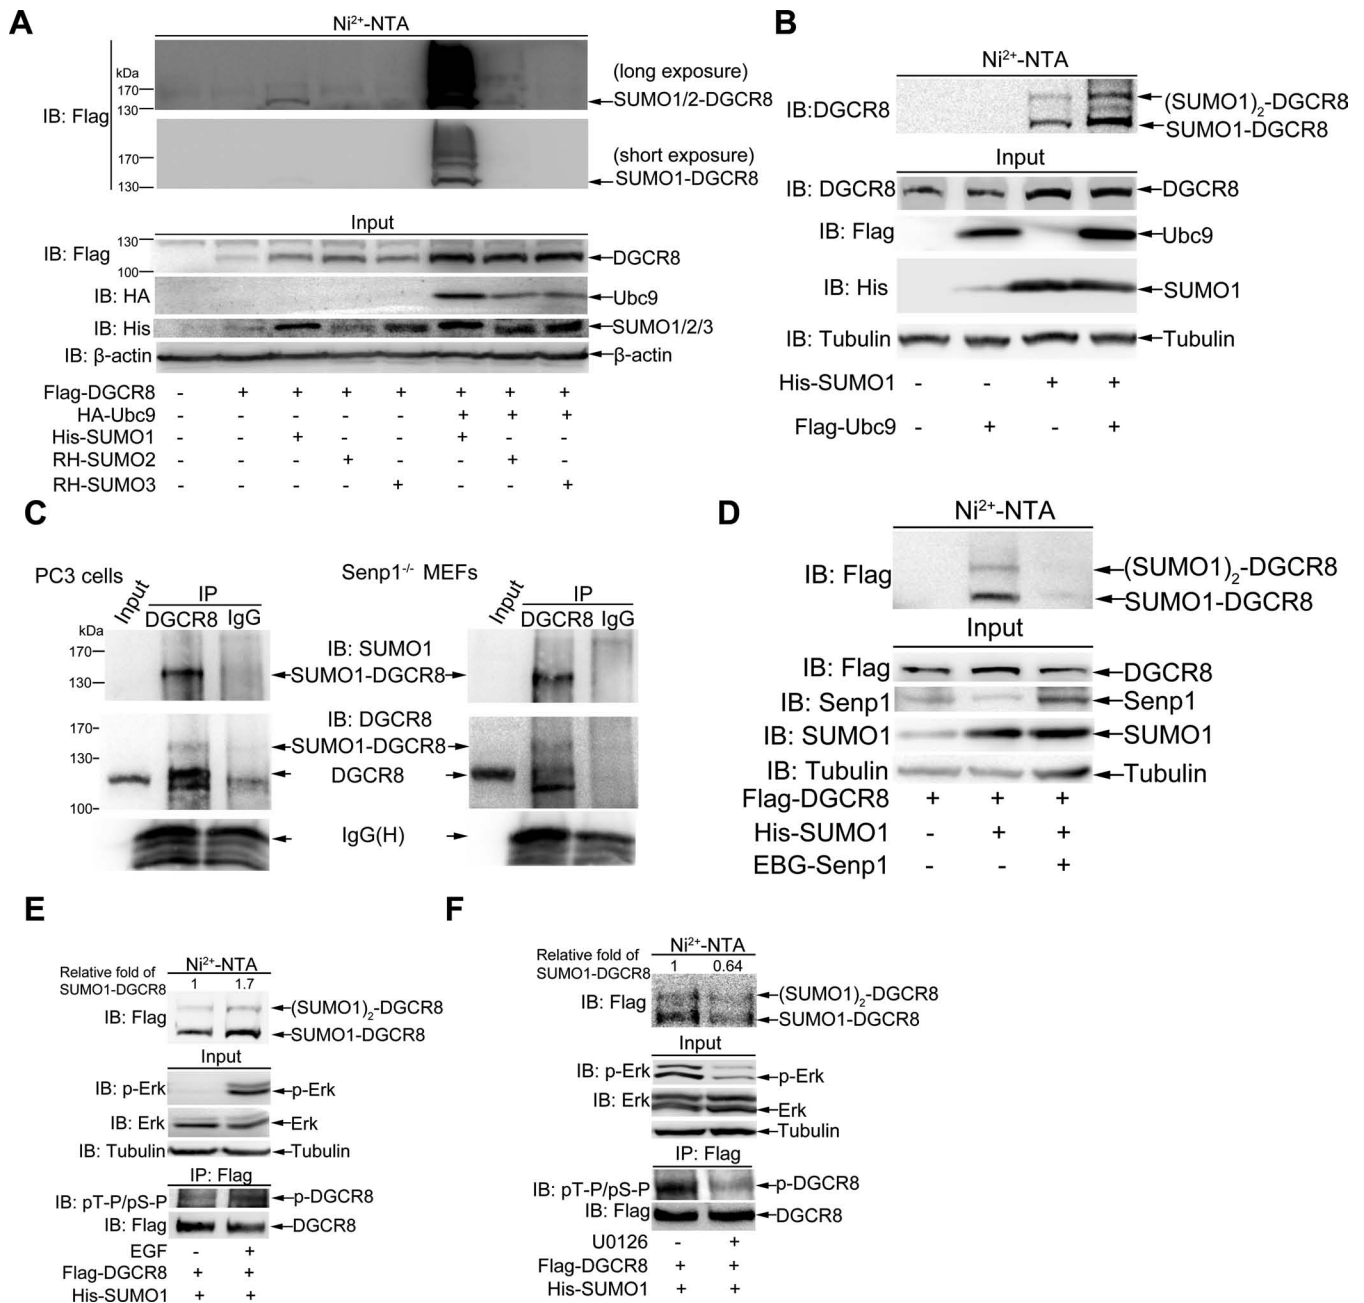 A
Ni²⁺-NTA
kDa
170
130
IB: Flag
(long exposure)
SUMO1/2-DGCR8
170
130
(short exposure)
SUMO1-DGCR8
Input
IB: Flag
130
100
DGCR8
IB: HA
Ubc9
IB: His
SUMO1/2/3
IB: β-actin
β-actin
Flag-DGCR8 - + + + + + + +
HA-Ubc9 - - - - - + + +
His-SUMO1 - - + - - + - -
RH-SUMO2 - - - + - - + -
RH-SUMO3 - - - - + - - +
B
Ni²⁺-NTA
IB:DGCR8
(SUMO1)₂-DGCR8
SUMO1-DGCR8
Input
IB: DGCR8
DGCR8
IB: Flag
Ubc9
IB: His
SUMO1
IB: Tubulin
Tubulin
His-SUMO1 - - + +
Flag-Ubc9 - + - +
C
PC3 cells
Input
IP
DGCR8 IgG
kDa
170
130
170
130
100
Senp1⁻/⁻ MEFs
Input
IP
DGCR8 IgG
IB: SUMO1
SUMO1-DGCR8
IB: DGCR8
SUMO1-DGCR8
DGCR8
IgG(H)
D
Ni²⁺-NTA
IB: Flag
(SUMO1)₂-DGCR8
SUMO1-DGCR8
Input
IB: Flag
DGCR8
IB: Senp1
Senp1
IB: SUMO1
SUMO1
IB: Tubulin
Tubulin
Flag-DGCR8 + + +
His-SUMO1 - + +
EBG-Senp1 - - +
E
Ni²⁺-NTA
Relative fold of
SUMO1-DGCR8
1 1.7
IB: Flag
(SUMO1)₂-DGCR8
SUMO1-DGCR8
Input
IB: p-Erk
p-Erk
IB: Erk
Erk
IB: Tubulin
Tubulin
IP: Flag
IB: pT-P/pS-P
p-DGCR8
IB: Flag
DGCR8
EGF - +
Flag-DGCR8 + +
His-SUMO1 + +
F
Ni²⁺-NTA
Relative fold of
SUMO1-DGCR8
1 0.64
IB: Flag
(SUMO1)₂-DGCR8
SUMO1-DGCR8
Input
IB: p-Erk
p-Erk
IB: Erk
Erk
Tubulin
IP: Flag
IB: pT-P/pS-P
p-DGCR8
IB: Flag
DGCR8
U0126 - +
Flag-DGCR8 + +
His-SUMO1 + +